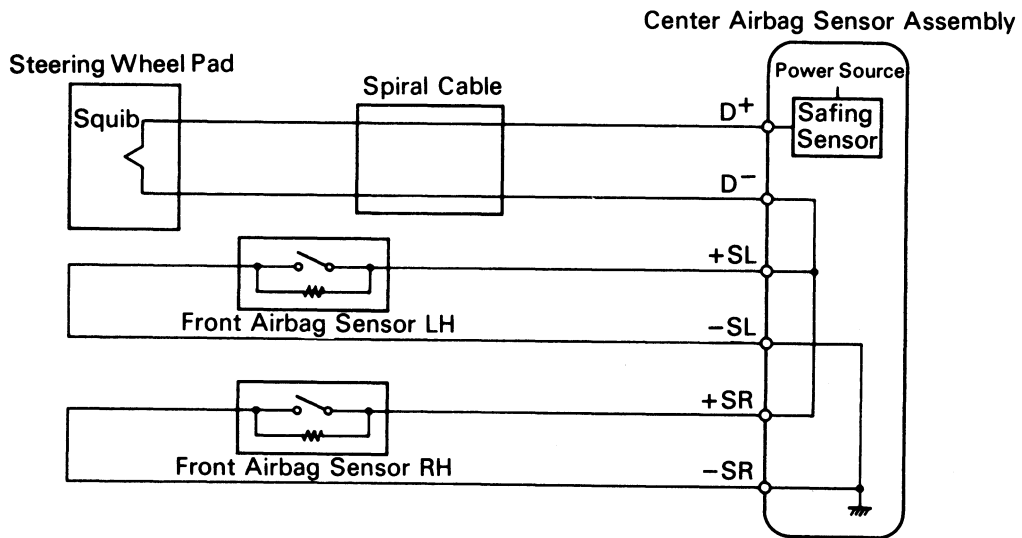 Center Airbag Sensor Assembly
Steering Wheel Pad
Power Source
Spiral Cable
Squib
D+
Safing
Sensor
D−
+SL
Front Airbag Sensor LH
−SL
+SR
Front Airbag Sensor RH
−SR